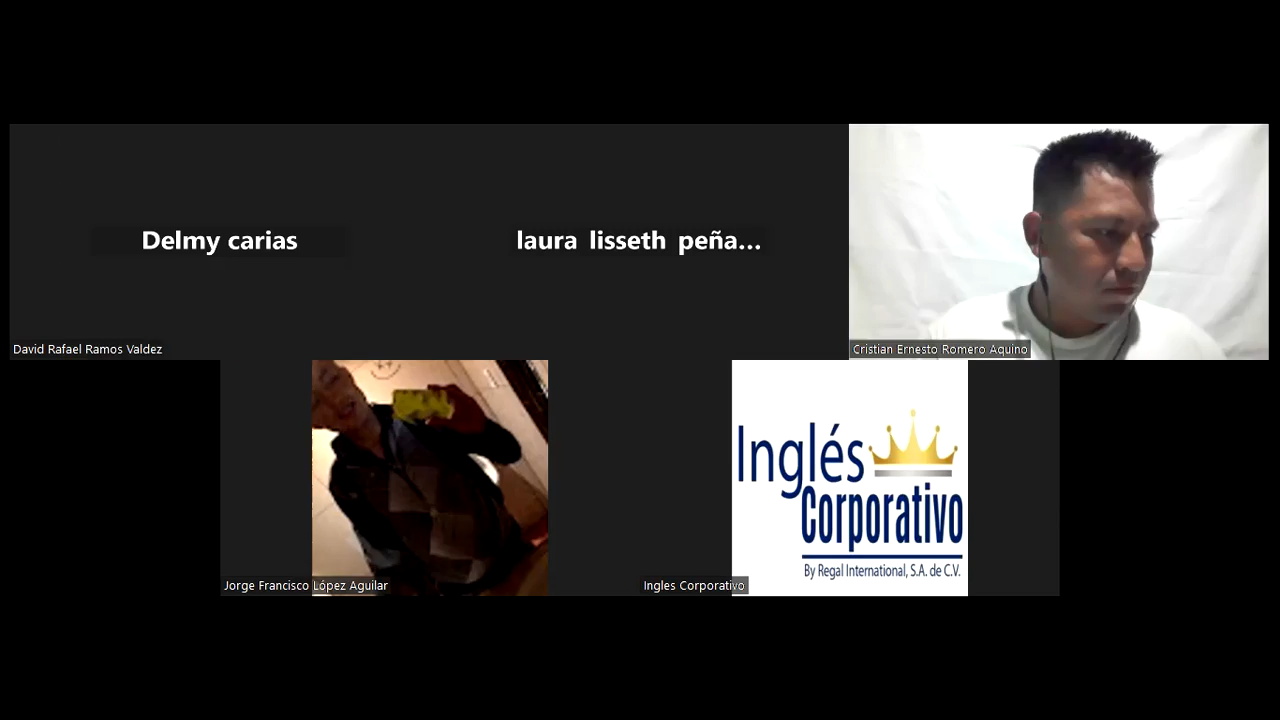 Delmy carias
laura lisseth peña...
David Rafael Ramos Valdez
Cristian Ernesto Romero Aquino
Inglés
Corporativo
By Regal International, S.A. de C.V.
Jorge Francisco López Aguilar
Ingles Corporativo